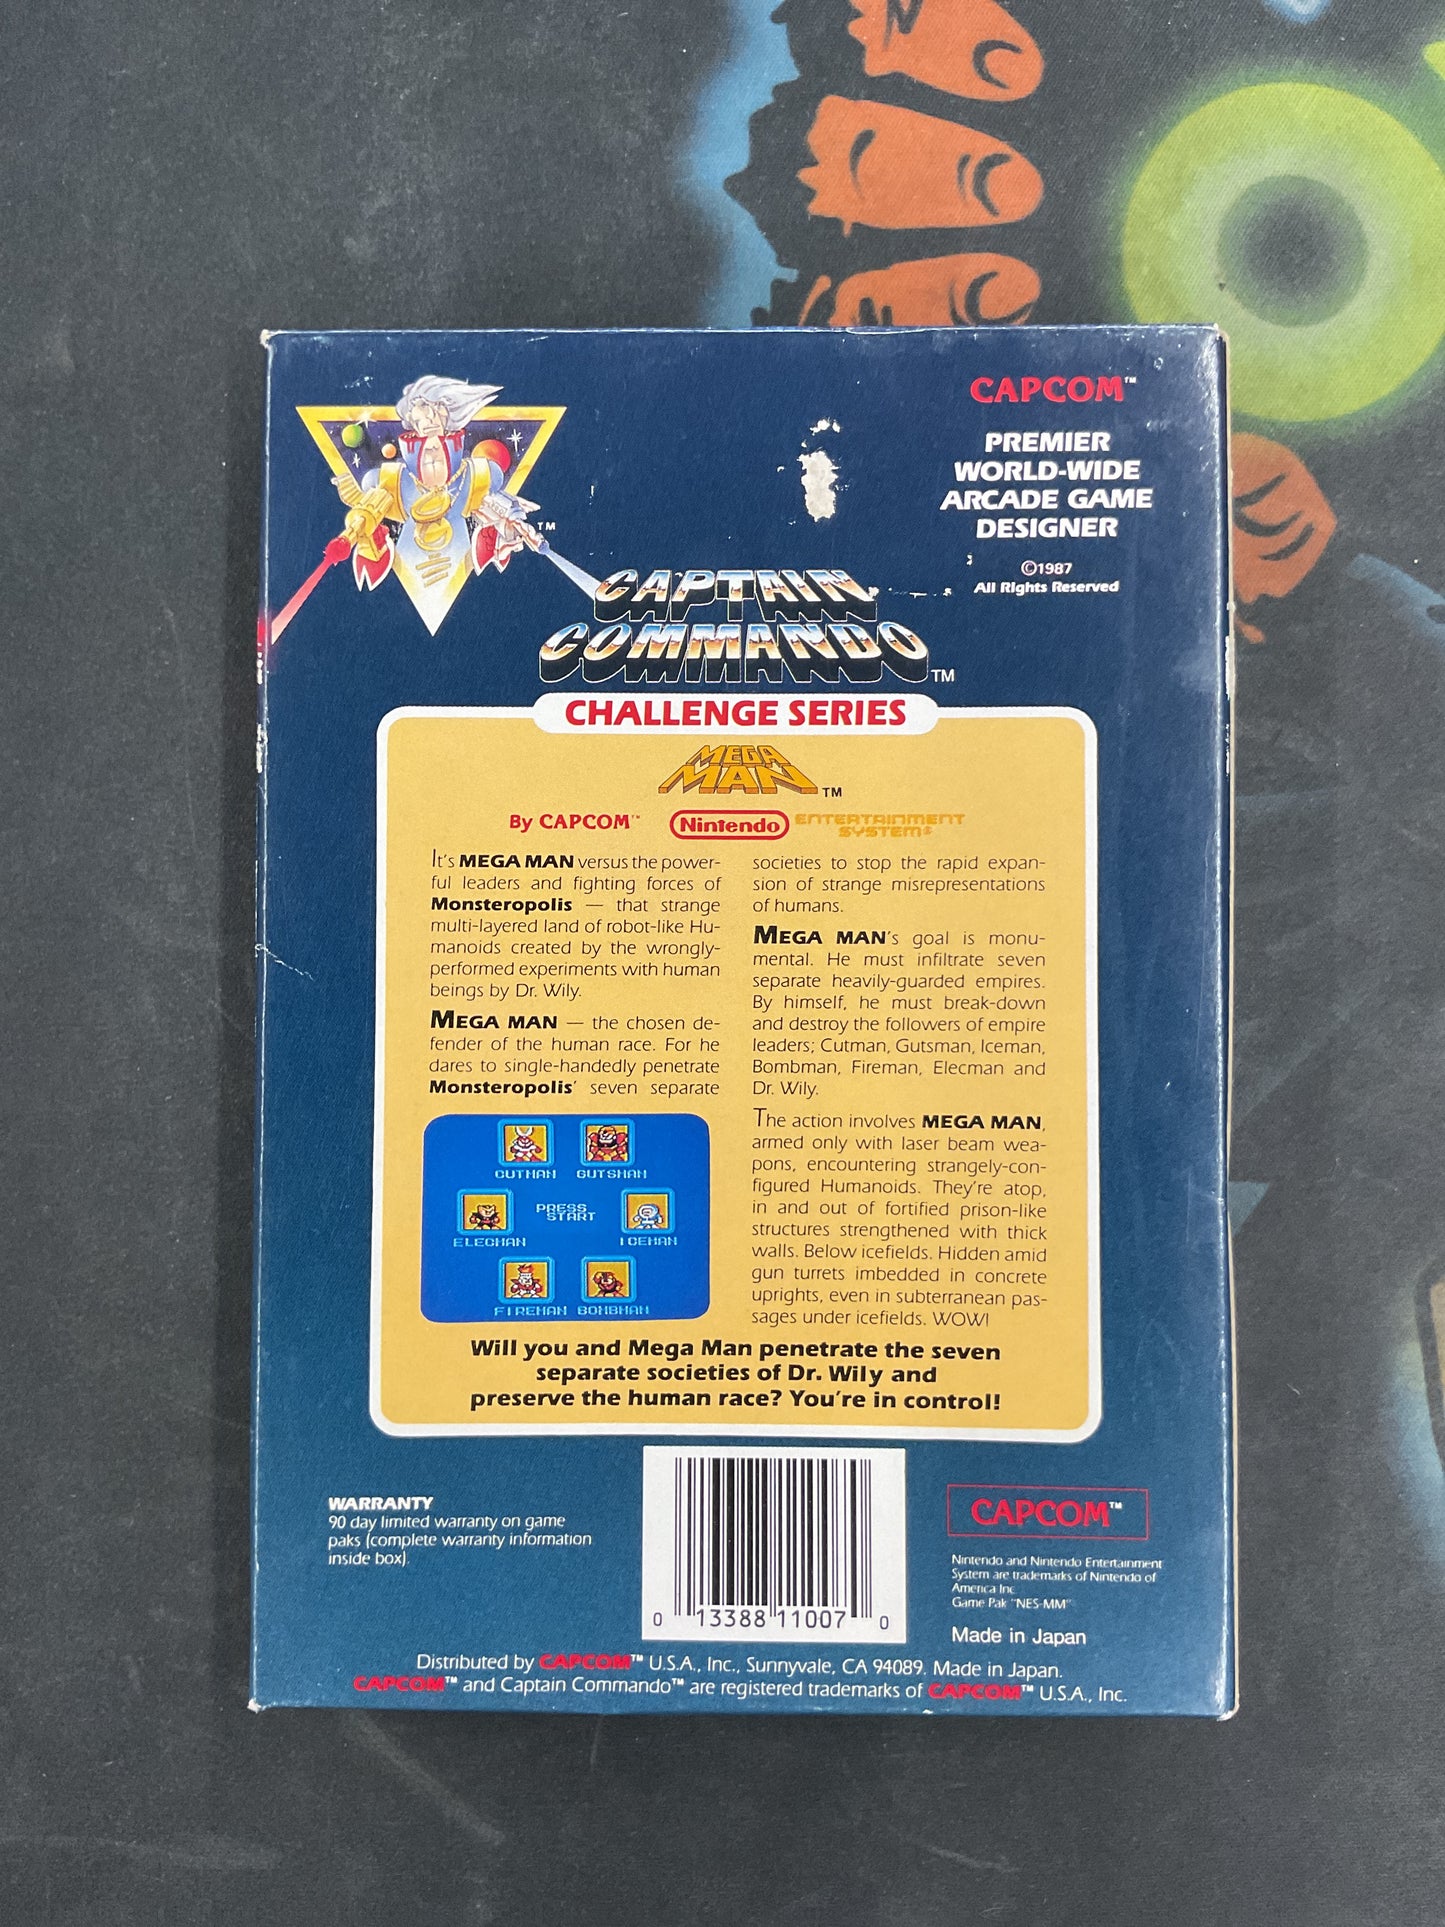 CAPCOM™
PREMIER
WORLD-WIDE
ARCADE GAME
DESIGNER
©1987
All Rights Reserved
TM
CAPTAIN
COMMANDO™
CHALLENGE SERIES
MEGA
MAN™
By CAPCOM™ Nintendo ENTERTAINMENT
SYSTEM®
It's MEGA MAN versus the power-
ful leaders and fighting forces of
Monsteropolis — that strange
multi-layered land of robot-like Hu-
manoids created by the wrongly-
performed experiments with human
beings by Dr. Wily.
MEGA MAN — the chosen de-
fender of the human race. For he
dares to single-handedly penetrate
Monsteropolis' seven separate
societies to stop the rapid expan-
sion of strange misrepresentations
of humans.
MEGA MAN's goal is monu-
mental. He must infiltrate seven
separate heavily-guarded empires.
By himself, he must break-down
and destroy the followers of empire
leaders; Cutman, Gutsman, Iceman,
Bombman, Fireman, Elecman and
Dr. Wily.
The action involves MEGA MAN,
armed only with laser beam wea-
pons, encountering strangely-con-
figured Humanoids. They're atop,
in and out of fortified prison-like
structures strengthened with thick
walls. Below icefields. Hidden amid
gun turrets imbedded in concrete
uprights, even in subterranean pas-
sages under icefields. WOW!
CUTMAN GUTSMAN
PRESS
START
ELECMAN ICEMAN
FIREMAN BOMBMAN
Will you and Mega Man penetrate the seven
separate societies of Dr. Wily and
preserve the human race? You're in control!
WARRANTY
90 day limited warranty on game
paks (complete warranty information
inside box).
0 13388 11007 0
CAPCOM™
Nintendo and Nintendo Entertainment
System are trademarks of Nintendo of
America Inc.
Game Pak "NES-MM"
Made in Japan
Distributed by CAPCOM™ U.S.A., Inc., Sunnyvale, CA 94089. Made in Japan.
CAPCOM™ and Captain Commando™ are registered trademarks of CAPCOM™ U.S.A., Inc.